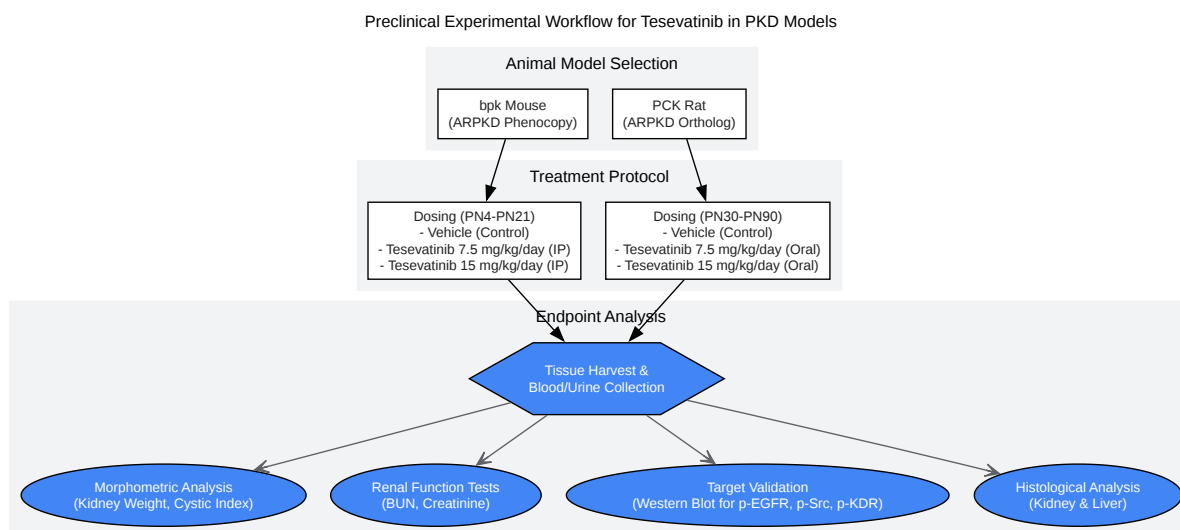 Preclinical Experimental Workflow for Tesevatinib in PKD Models
Animal Model Selection
bpk Mouse
(ARPKD Phenocopy)
PCK Rat
(ARPKD Ortholog)
Treatment Protocol
Dosing (PN4-PN21)
- Vehicle (Control)
- Tesevatinib 7.5 mg/kg/day (IP)
- Tesevatinib 15 mg/kg/day (IP)
Dosing (PN30-PN90)
- Vehicle (Control)
- Tesevatinib 7.5 mg/kg/day (Oral)
- Tesevatinib 15 mg/kg/day (Oral)
Endpoint Analysis
Tissue Harvest &
Blood/Urine Collection
Morphometric Analysis
(Kidney Weight, Cystic Index)
Renal Function Tests
(BUN, Creatinine)
Target Validation
(Western Blot for p-EGFR, p-Src, p-KDR)
Histological Analysis
(Kidney & Liver)